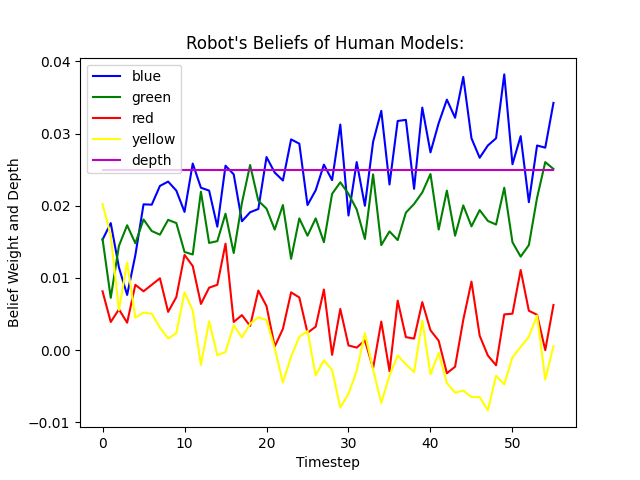 Robot's Beliefs of Human Models:
0.04
0.03
0.02
0.01
0.00
−0.01
Belief Weight and Depth
blue
green
red
yellow
depth
0 10 20 30 40 50
Timestep